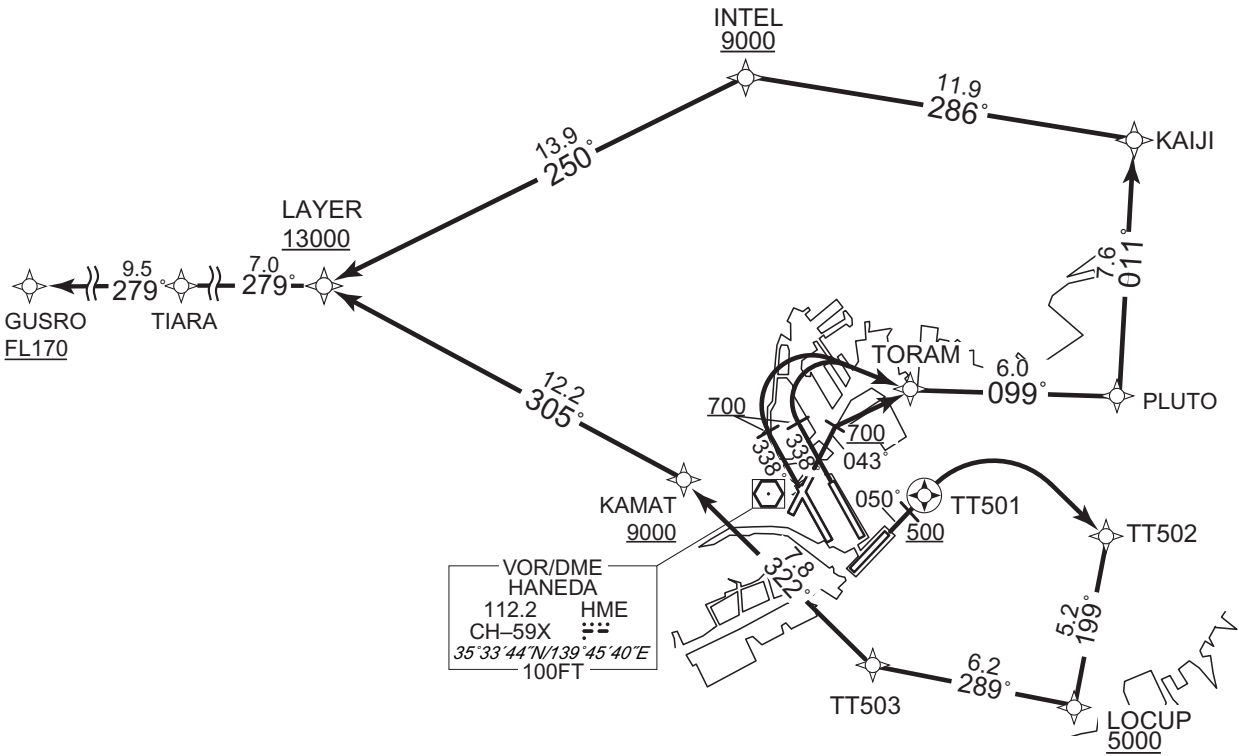 INTEL
9000
11.9
286°
KAIJI
13.9
250°
LAYER
13000
7.6
011°
9.5
279°
7.0
279°
GUSRO
FL170
TIARA
TORAM
6.0
099°
PLUTO
12.2
305°
700
338°
338°
700
043°
KAMAT
9000
050°
500
TT501
TT502
VOR/DME
HANEDA
112.2 HME
CH–59X
35°33′44″N/139°45′40″E
100FT
7.8
322°
5.2
199°
TT503
6.2
289°
LOCUP
5000